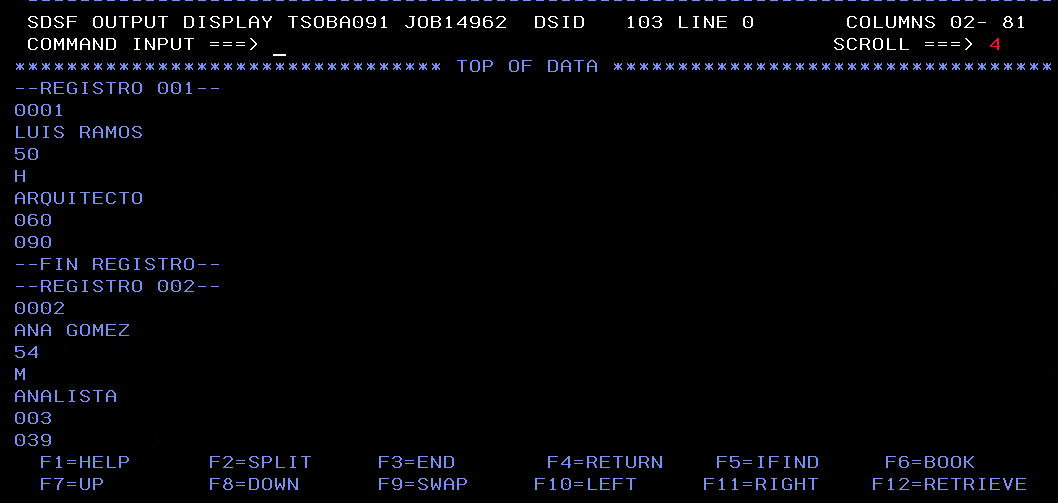 SDSF OUTPUT DISPLAY TSOBA091 JOB14962  DSID   103 LINE 0       COLUMNS 02- 81
COMMAND INPUT ===> _                                            SCROLL ===> 4
********************************* TOP OF DATA **********************************
--REGISTRO 001--
0001
LUIS RAMOS
50
H
ARQUITECTO
060
090
--FIN REGISTRO--
--REGISTRO 002--
0002
ANA GOMEZ
54
M
ANALISTA
003
039
F1=HELP      F2=SPLIT     F3=END       F4=RETURN    F5=IFIND     F6=BOOK
F7=UP        F8=DOWN      F9=SWAP     F10=LEFT     F11=RIGHT    F12=RETRIEVE